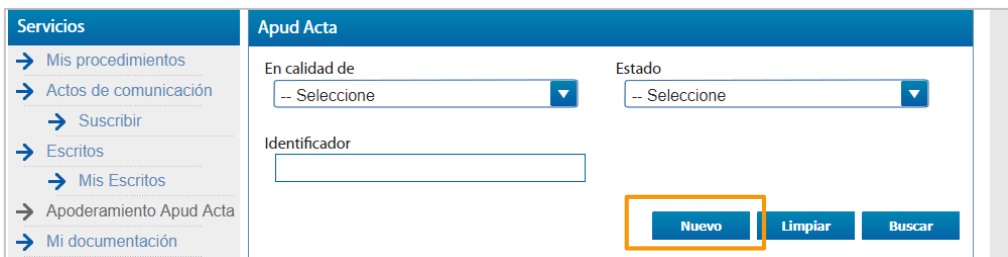 Servicios
Mis procedimientos
Actos de comunicación
Suscribir
Escritos
Mis Escritos
Apoderamiento Apud Acta
Mi documentación
Apud Acta
En calidad de
Estado
-- Seleccione
-- Seleccione
Identificador
Nuevo
Limpiar
Buscar